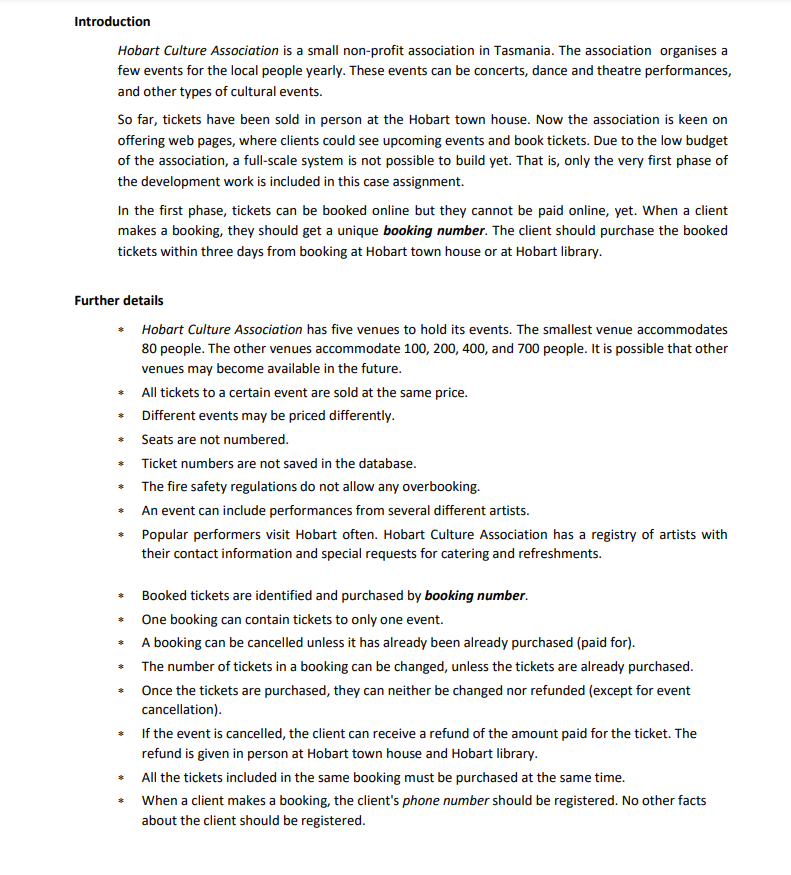 Introduction
Hobart Culture Association is a small non-profit association in Tasmania. The association organises a
few events for the local people yearly. These events can be concerts, dance and theatre performances,
and other types of cultural events.
So far, tickets have been sold in person at the Hobart town house. Now the association is keen on
offering web pages, where clients could see upcoming events and book tickets. Due to the low budget
of the association, a full-scale system is not possible to build yet. That is, only the very first phase of
the development work is included in this case assignment.
In the first phase, tickets can be booked online but they cannot be paid online, yet. When a client
makes a booking, they should get a unique booking number. The client should purchase the booked
tickets within three days from booking at Hobart town house or at Hobart library.
Further details
* Hobart Culture Association has five venues to hold its events. The smallest venue accommodates
80 people. The other venues accommodate 100, 200, 400, and 700 people. It is possible that other
venues may become available in the future.
* All tickets to a certain event are sold at the same price.
* Different events may be priced differently.
* Seats are not numbered.
* Ticket numbers are not saved in the database.
* The fire safety regulations do not allow any overbooking.
* An event can include performances from several different artists.
* Popular performers visit Hobart often. Hobart Culture Association has a registry of artists with
their contact information and special requests for catering and refreshments.
* Booked tickets are identified and purchased by booking number.
* One booking can contain tickets to only one event.
* A booking can be cancelled unless it has already been already purchased (paid for).
* The number of tickets in a booking can be changed, unless the tickets are already purchased.
* Once the tickets are purchased, they can neither be changed nor refunded (except for event
cancellation).
* If the event is cancelled, the client can receive a refund of the amount paid for the ticket. The
refund is given in person at Hobart town house and Hobart library.
* All the tickets included in the same booking must be purchased at the same time.
* When a client makes a booking, the client's phone number should be registered. No other facts
about the client should be registered.